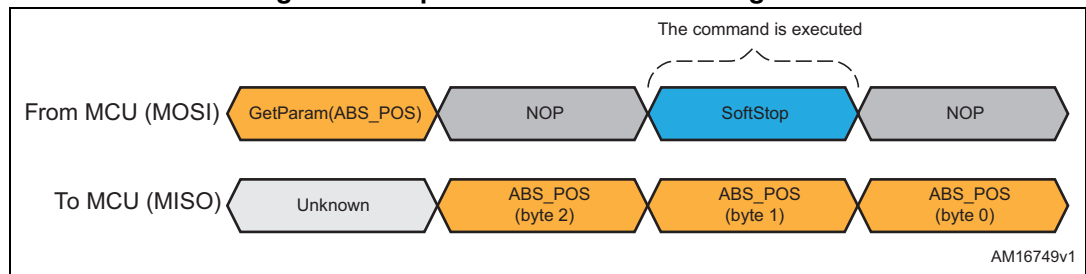 The command is executed
From MCU (MOSI) GetParam(ABS_POS) NOP SoftStop NOP
To MCU (MISO) Unknown ABS_POS (byte 2) ABS_POS (byte 1) ABS_POS (byte 0)
AM16749v1